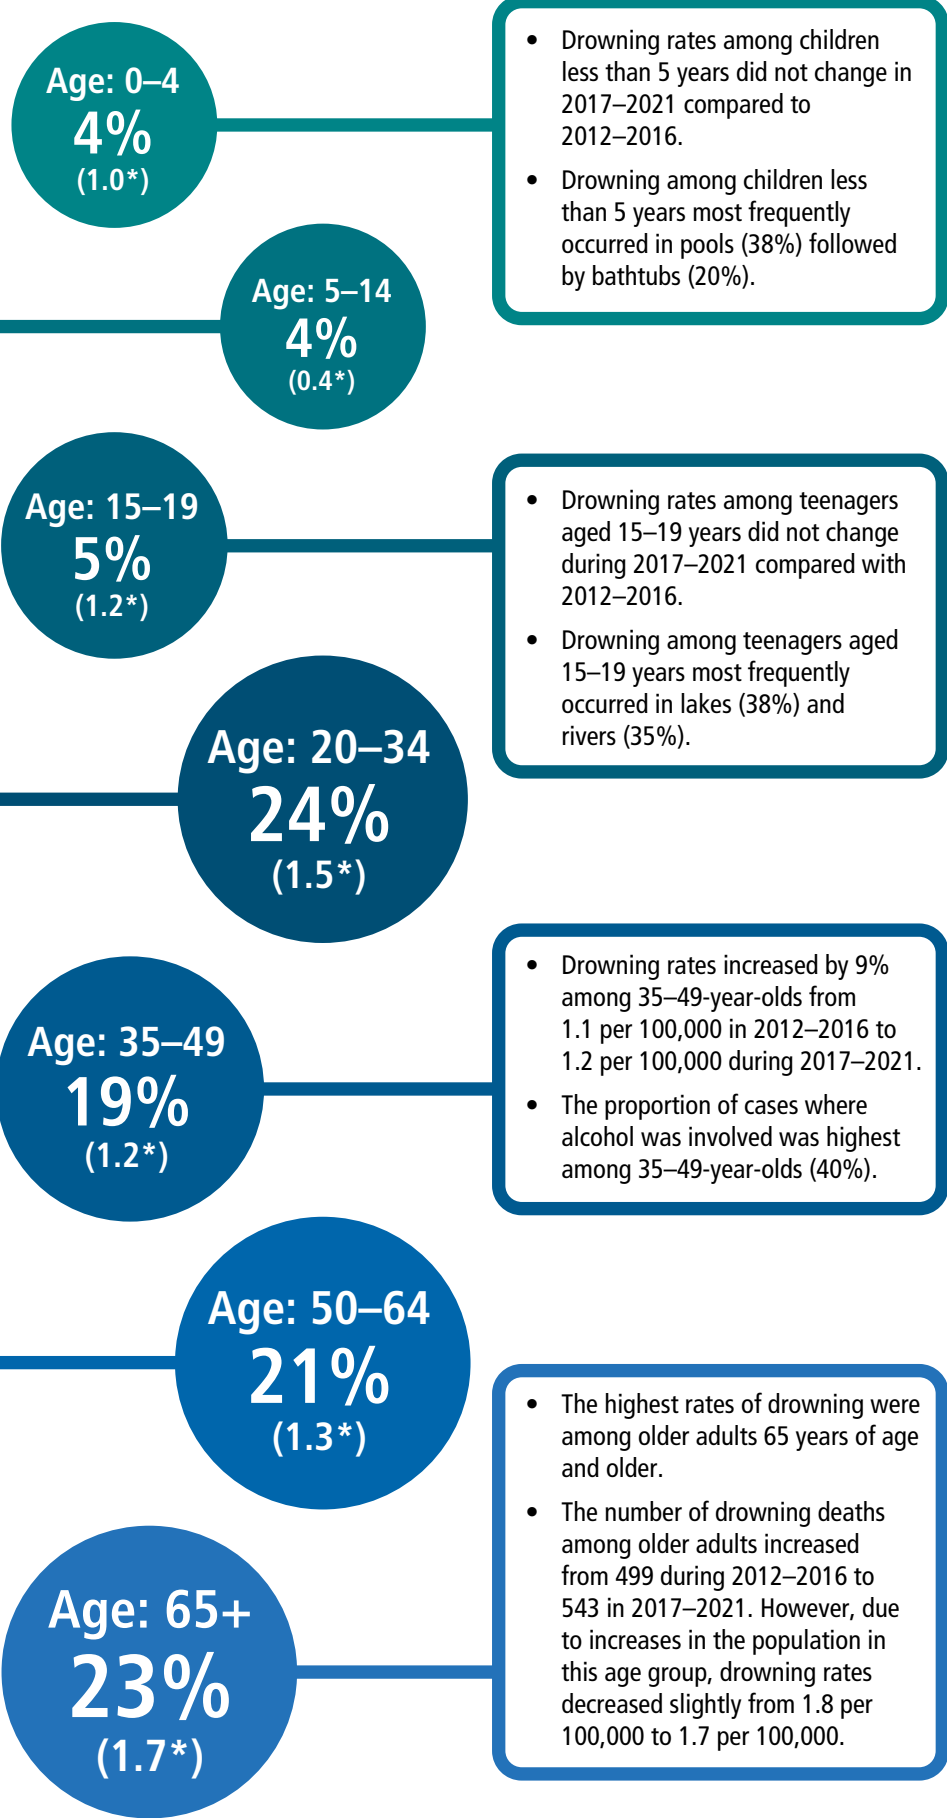 Age: 0–4
4%
(1.0*)
• Drowning rates among children
less than 5 years did not change in
2017–2021 compared to
2012–2016.
• Drowning among children less
than 5 years most frequently
occurred in pools (38%) followed
by bathtubs (20%).
Age: 5–14
4%
(0.4*)
Age: 15–19
5%
(1.2*)
• Drowning rates among teenagers
aged 15–19 years did not change
during 2017–2021 compared with
2012–2016.
• Drowning among teenagers aged
15–19 years most frequently
occurred in lakes (38%) and
rivers (35%).
Age: 20–34
24%
(1.5*)
Age: 35–49
19%
(1.2*)
• Drowning rates increased by 9%
among 35–49-year-olds from
1.1 per 100,000 in 2012–2016 to
1.2 per 100,000 during 2017–2021.
• The proportion of cases where
alcohol was involved was highest
among 35–49-year-olds (40%).
Age: 50–64
21%
(1.3*)
Age: 65+
23%
(1.7*)
• The highest rates of drowning were
among older adults 65 years of age
and older.
• The number of drowning deaths
among older adults increased
from 499 during 2012–2016 to
543 in 2017–2021. However, due
to increases in the population in
this age group, drowning rates
decreased slightly from 1.8 per
100,000 to 1.7 per 100,000.